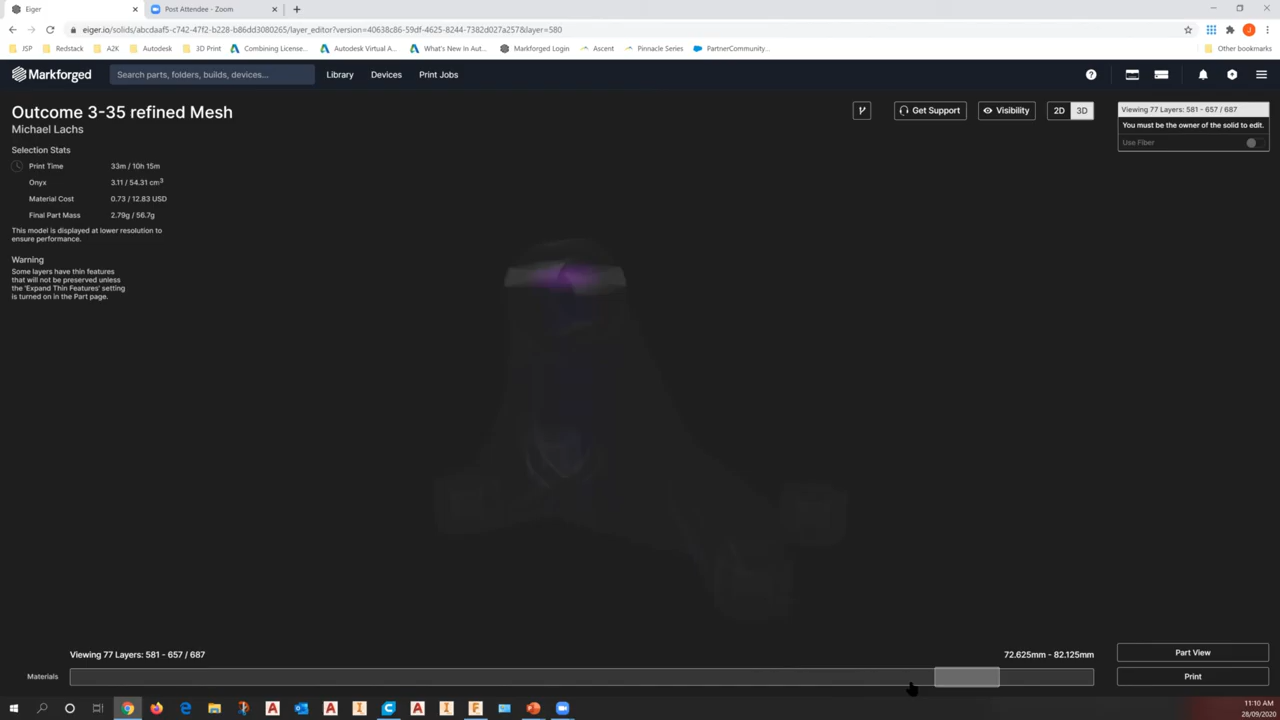 Eiger
Post Attendee - Zoom
eiger.io/solids/abcdaaf5-c742-47f2-b228-b86dd3080265/layer_editor?version=40638c86-59df-4625-8244-7382d027a257&layer=580
J
JSP
Redstack
A2K
Autodesk
3D Print
Combining License...
Autodesk Virtual A...
What's New In Aut...
Markforged Login
Ascent
Pinnacle Series
PartnerCommunity...
Other bookmarks
Markforged
Search parts, folders, builds, devices...
Library
Devices
Print Jobs
Outcome 3-35 refined Mesh
Michael Lachs
Get Support
Visibility
2D
3D
Viewing 77 Layers: 581 - 657 / 687
You must be the owner of the solid to edit.
Use Fiber
Selection Stats
Print Time 33m / 10h 15m
Onyx 3.11 / 54.31 cm³
Material Cost 0.73 / 12.83 USD
Final Part Mass 2.79g / 56.7g
This model is displayed at lower resolution to
ensure performance.
Warning
Some layers have thin features
that will not be preserved unless
the 'Expand Thin Features' setting
is turned on in the Part page.
Viewing 77 Layers: 581 - 657 / 687
72.625mm - 82.125mm
Part View
Materials
Print
11:10 AM
28/09/2020